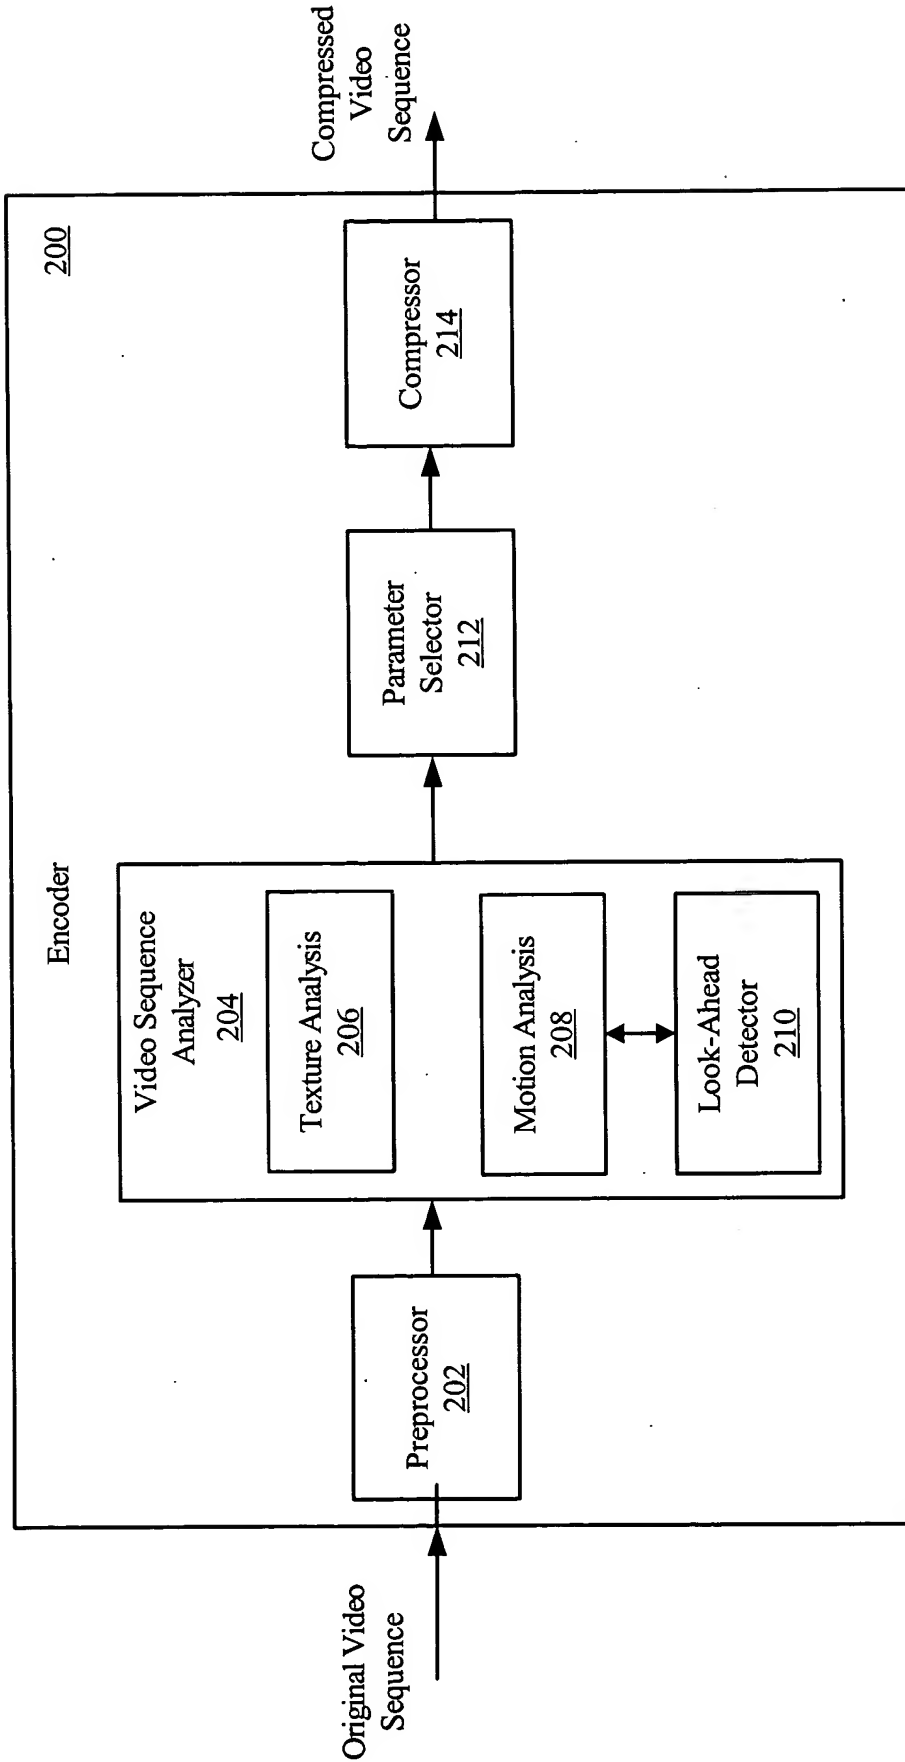 Encoder
200
Original Video
Sequence
Preprocessor
202
Video Sequence
Analyzer
204
Texture Analysis
206
Motion Analysis
208
Look-Ahead
Detector
210
Parameter
Selector
212
Compressor
214
Compressed
Video
Sequence